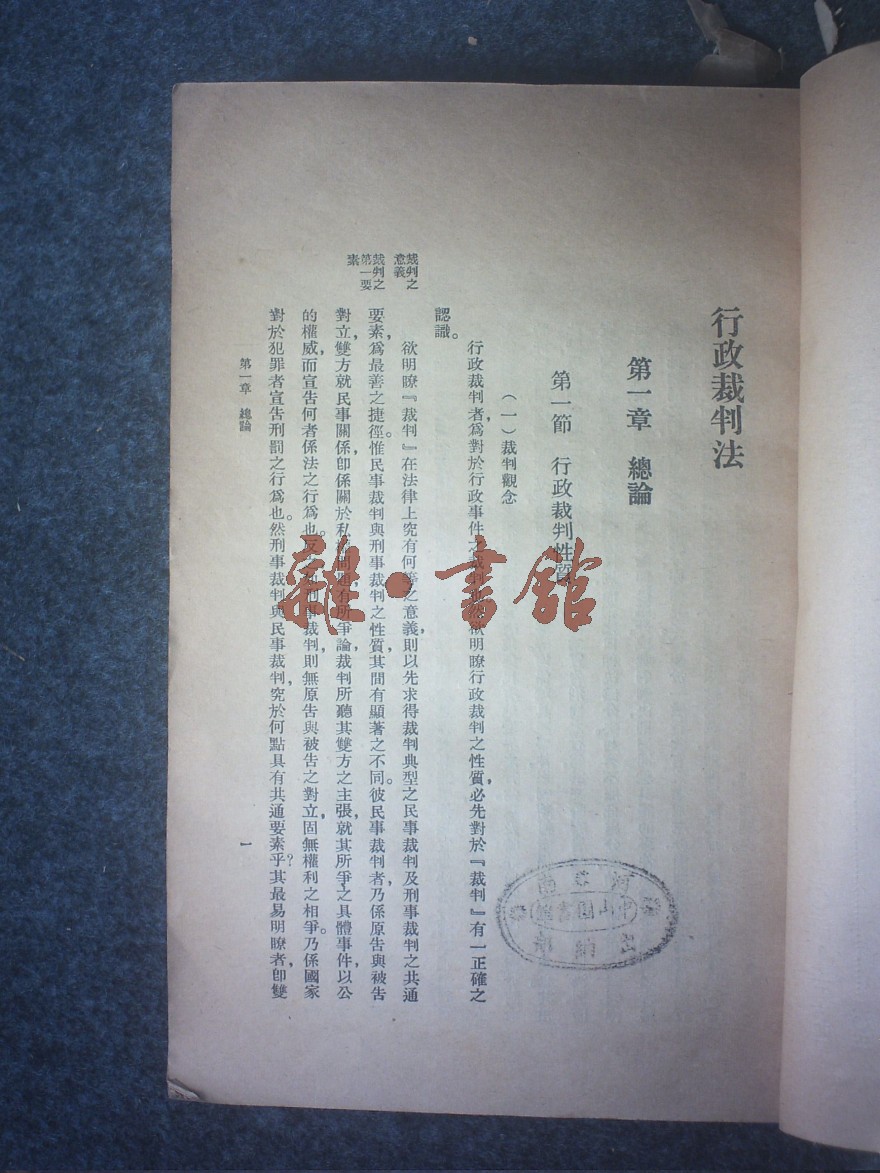 行政裁判法
第一章　總論
第一節　行政裁判性質
（一）裁判觀念
行政裁判者，爲對於行政事件之裁判，欲明瞭行政裁判之性質，必先對於『裁判』有一正確之
認識。
裁判之
意義
欲明瞭『裁判』在法律上究有何等之意義，則以先求得裁判典型之民事裁判及刑事裁判之共通
裁判之
第一要
素
要素，爲最善之捷徑。惟民事裁判與刑事裁判之性質，其間有顯著之不同。彼民事裁判者，乃係原告與被告
對立，雙方就民事關係卽係關於私 問題有所爭論，裁判所聽其雙方之主張，就其所爭之具體事件，以公
的權威，而宣告何者係法之行爲也。反 刑事裁判，則無原告與被告之對立，固無權利之相爭。乃係國家
對於犯罪者宣告刑罰之行爲也。然刑事裁判與民事裁判，究於何點具有共通要素乎？其最易明瞭者，卽雙
第一章　總論
一
雜·書館